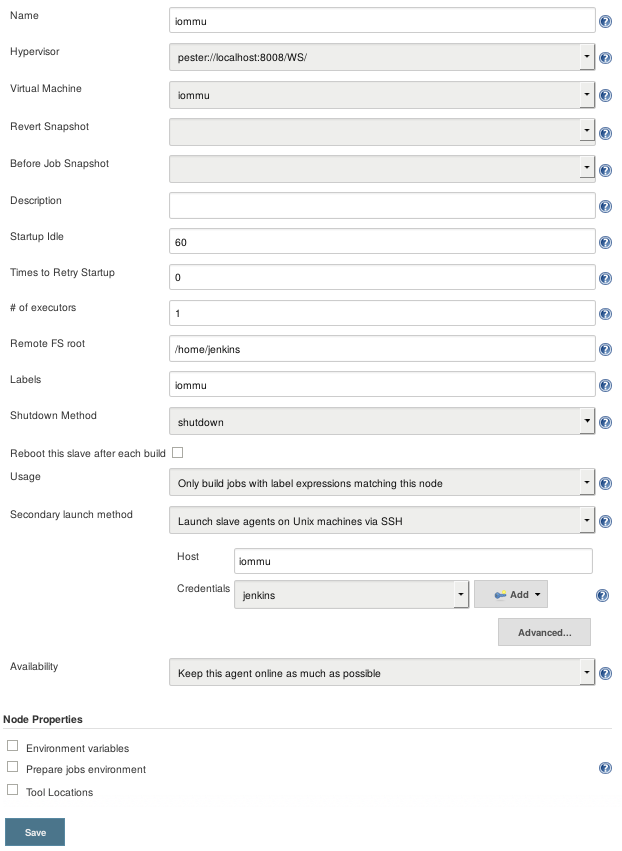 Name
iommu
Hypervisor
pester://localhost:8008/WS/
Virtual Machine
iommu
Revert Snapshot
Before Job Snapshot
Description
Startup Idle
60
Times to Retry Startup
0
# of executors
1
Remote FS root
/home/jenkins
Labels
iommu
Shutdown Method
shutdown
Reboot this slave after each build
Usage
Only build jobs with label expressions matching this node
Secondary launch method
Launch slave agents on Unix machines via SSH
Host
iommu
Credentials
jenkins
Add
Advanced...
Availability
Keep this agent online as much as possible
Node Properties
Environment variables
Prepare jobs environment
Tool Locations
Save